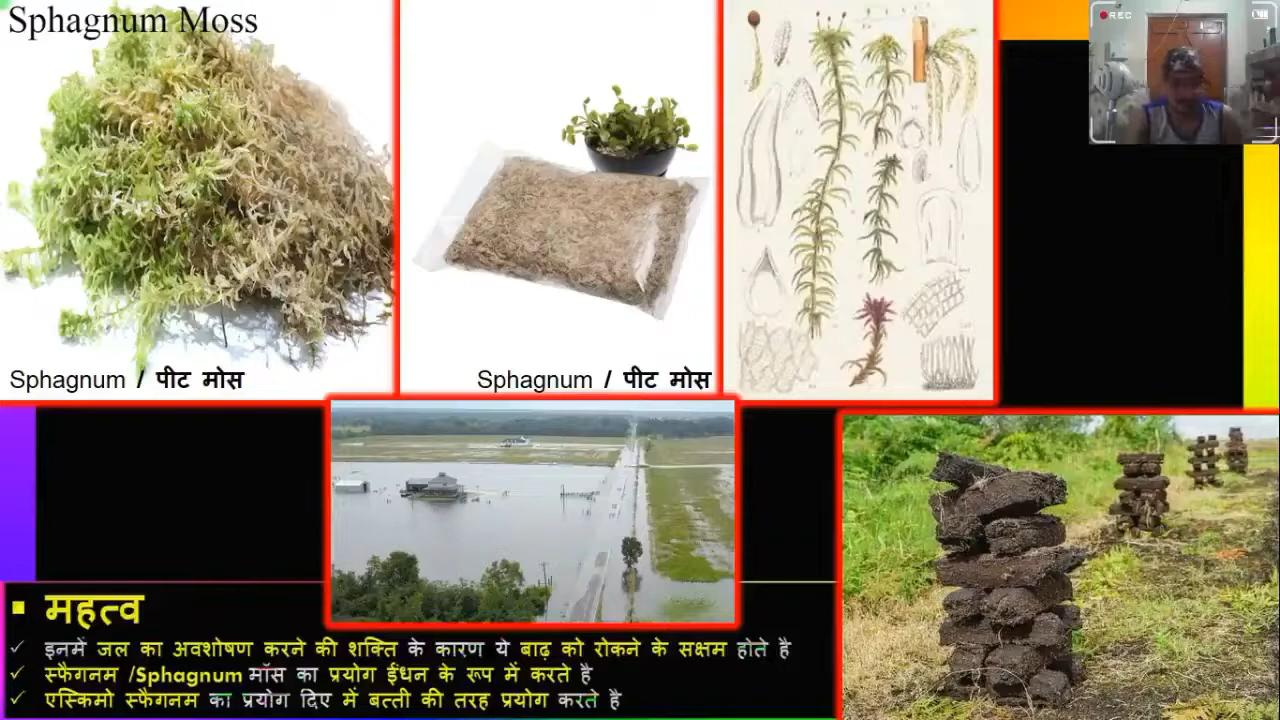 Sphagnum Moss
REC
Sphagnum / पीट मोस
Sphagnum / पीट मोस
महत्व
इनमें जल का अवशोषण करने की शक्ति के कारण ये बाढ़ को रोकने के सक्षम होते है
स्फैगनम /Sphagnum मॉस का प्रयोग ईंधन के रूप में करते है
एस्किमो स्फैगनम का प्रयोग दिए में बत्ती की तरह प्रयोग करते है